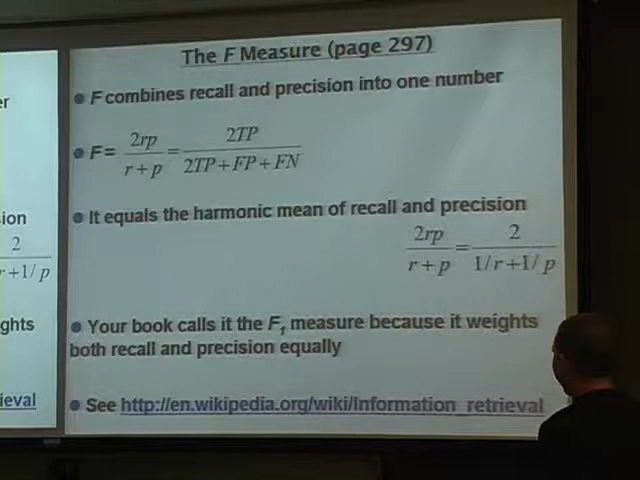 The F Measure (page 297)
F combines recall and precision into one number
F = 2rp / r + p = 2TP / 2TP + FP + FN
It equals the harmonic mean of recall and precision
2rp / r + p = 2 / 1/r + 1/p
Your book calls it the F1 measure because it weights
both recall and precision equally
See http://en.wikipedia.org/wiki/Information_retrieval
2
r + 1/p